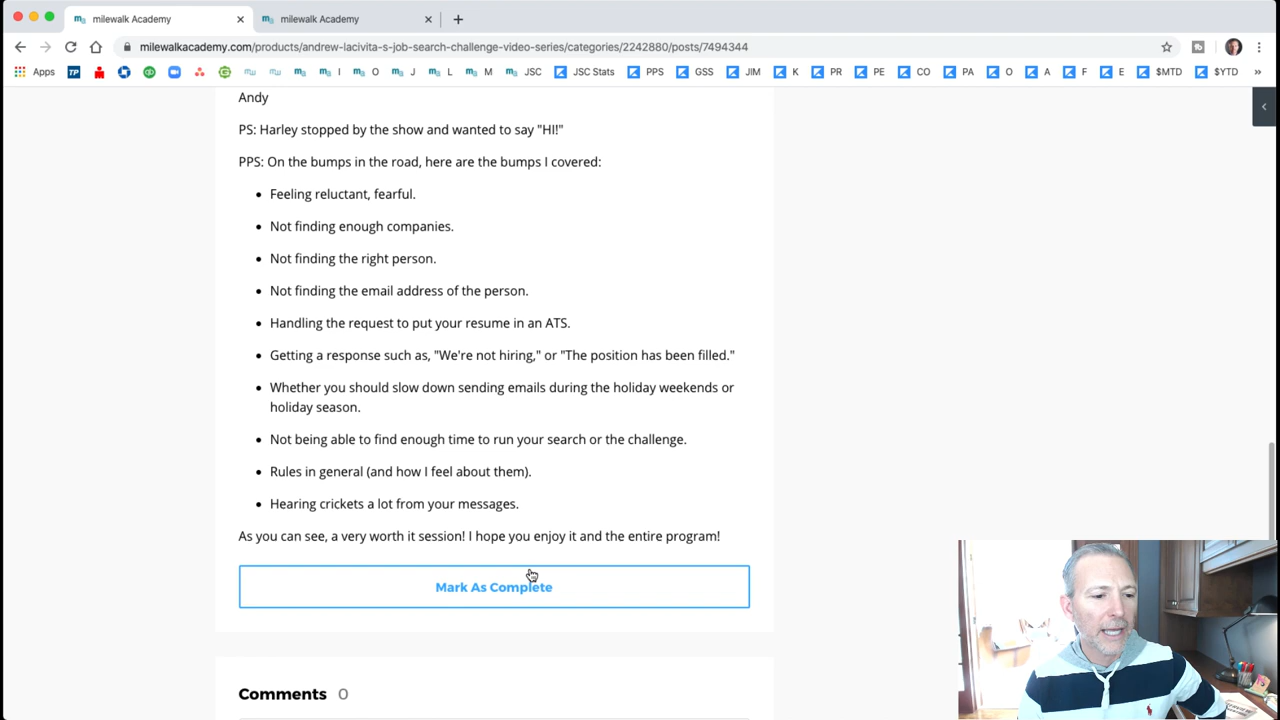 milewalk Academy
milewalk Academy
milewalkacademy.com/products/andrew-lacivita-s-job-search-challenge-video-series/categories/2242880/posts/7494344
Apps TP I O J L M JSC JSC Stats PPS GSS JIM K PR PE CO PA O A F E $MTD $YTD »
Andy
PS: Harley stopped by the show and wanted to say "HI!"
PPS: On the bumps in the road, here are the bumps I covered:
• Feeling reluctant, fearful.
• Not finding enough companies.
• Not finding the right person.
• Not finding the email address of the person.
• Handling the request to put your resume in an ATS.
• Getting a response such as, "We're not hiring," or "The position has been filled."
• Whether you should slow down sending emails during the holiday weekends or
holiday season.
• Not being able to find enough time to run your search or the challenge.
• Rules in general (and how I feel about them).
• Hearing crickets a lot from your messages.
As you can see, a very worth it session! I hope you enjoy it and the entire program!
Mark As Complete
Comments 0